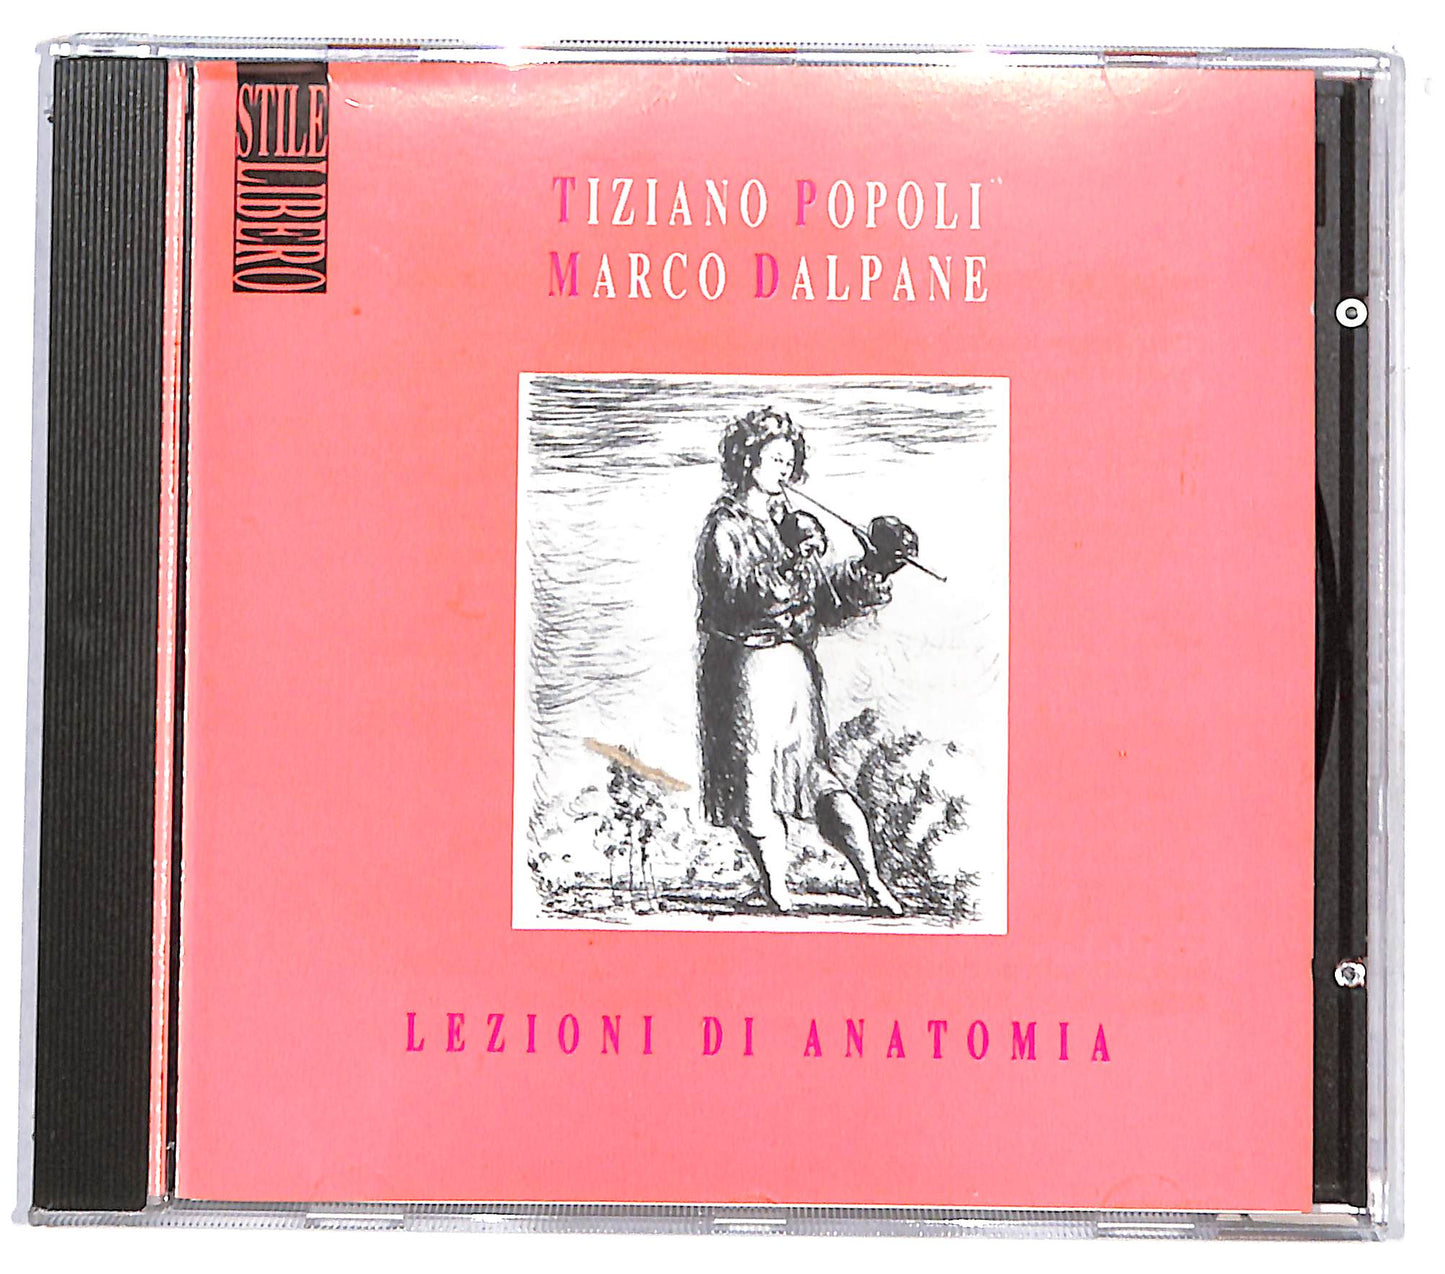 STILE
LIBERO
TIZIANO POPOLI
MARCO DALPANE
LEZIONI DI ANATOMIA